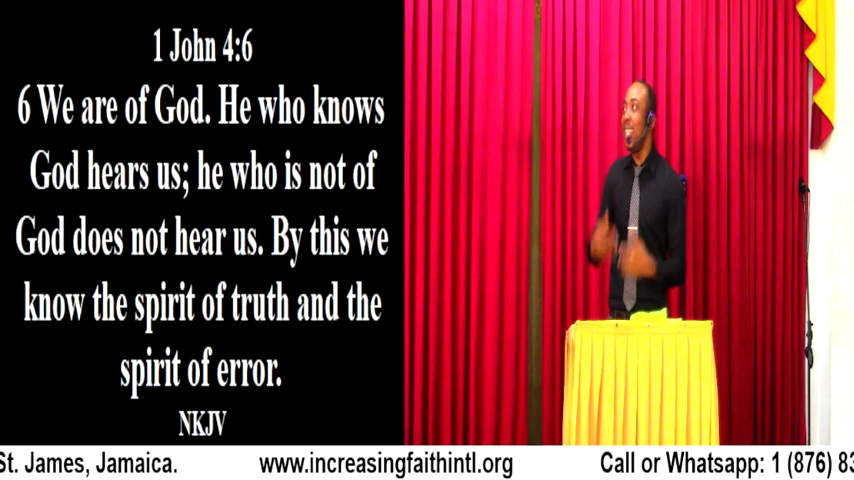 1 John 4:6
6 We are of God. He who knows
God hears us; he who is not of
God does not hear us. By this we
know the spirit of truth and the
spirit of error.
NKJV
St. James, Jamaica. www.increasingfaithintl.org Call or Whatsapp: 1 (876) 83